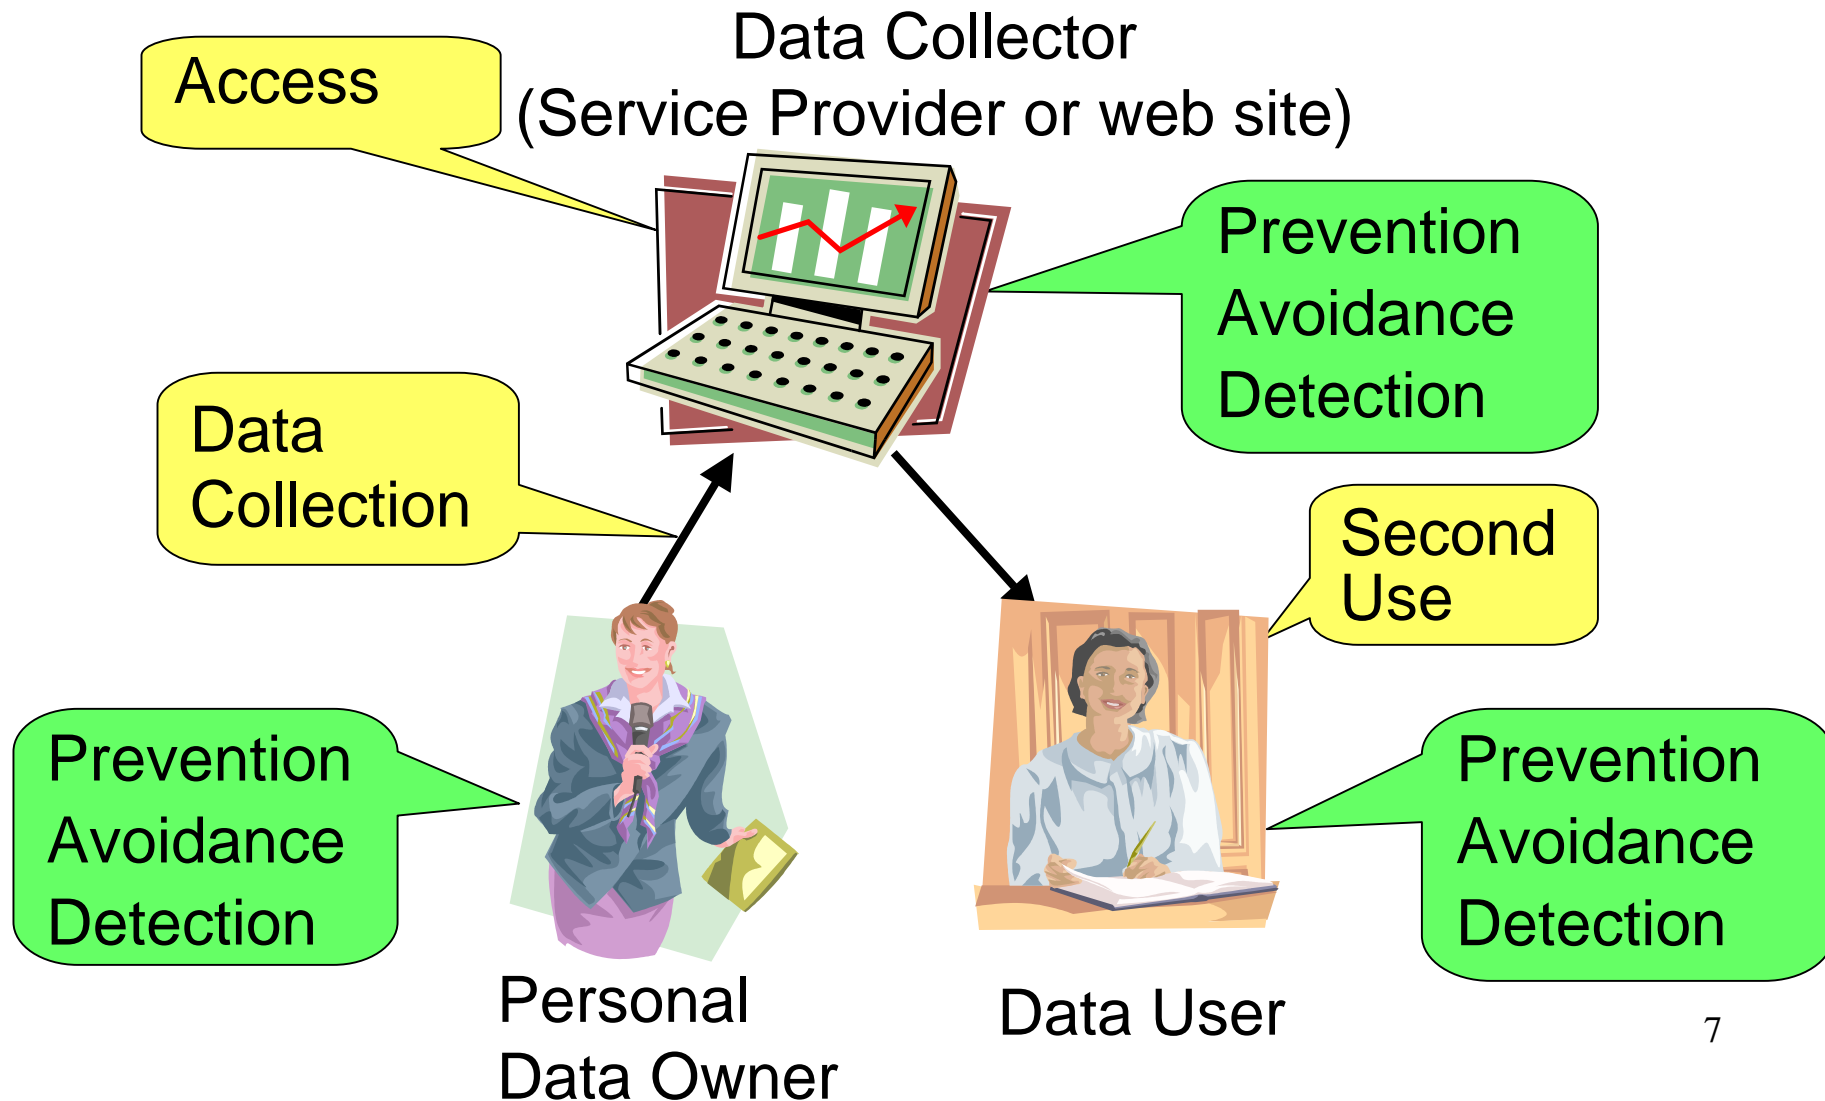 Data Collector
(Service Provider or web site)
Access
Prevention
Avoidance
Detection
Data
Collection
Second
Use
Prevention
Avoidance
Detection
Prevention
Avoidance
Detection
Personal
Data Owner
Data User
7